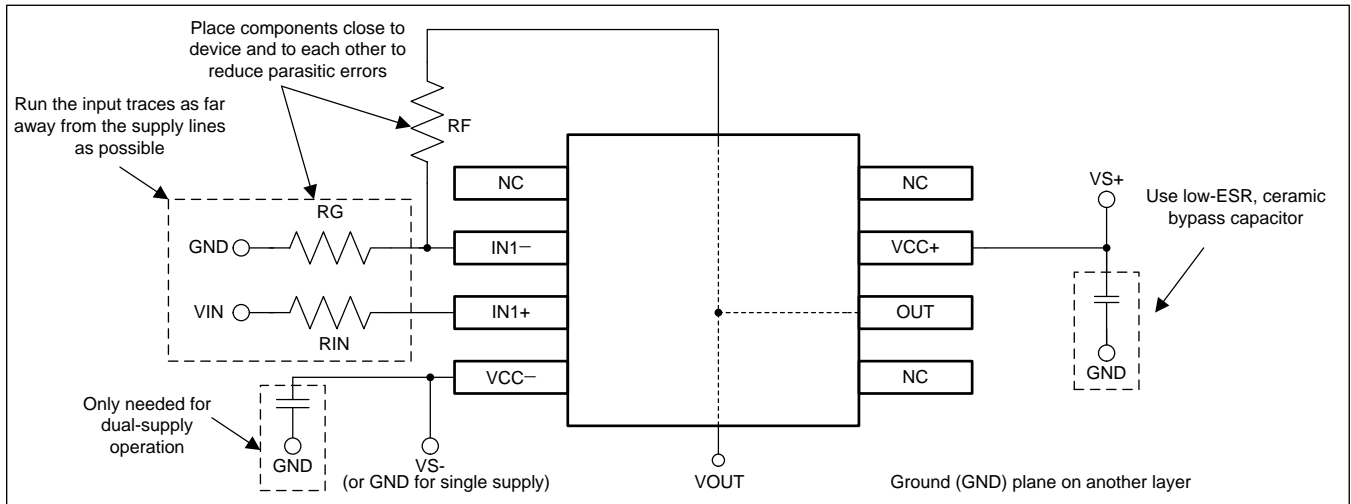 Place components close to
device and to each other to
reduce parasitic errors
Run the input traces as far
away from the supply lines
as possible
RF
NC
NC
VS+
Use low-ESR, ceramic
bypass capacitor
RG
GND
IN1−
VCC+
VIN
IN1+
OUT
RIN
VCC−
NC
GND
Only needed for
dual-supply
operation
GND
VS-
(or GND for single supply)
VOUT
Ground (GND) plane on another layer